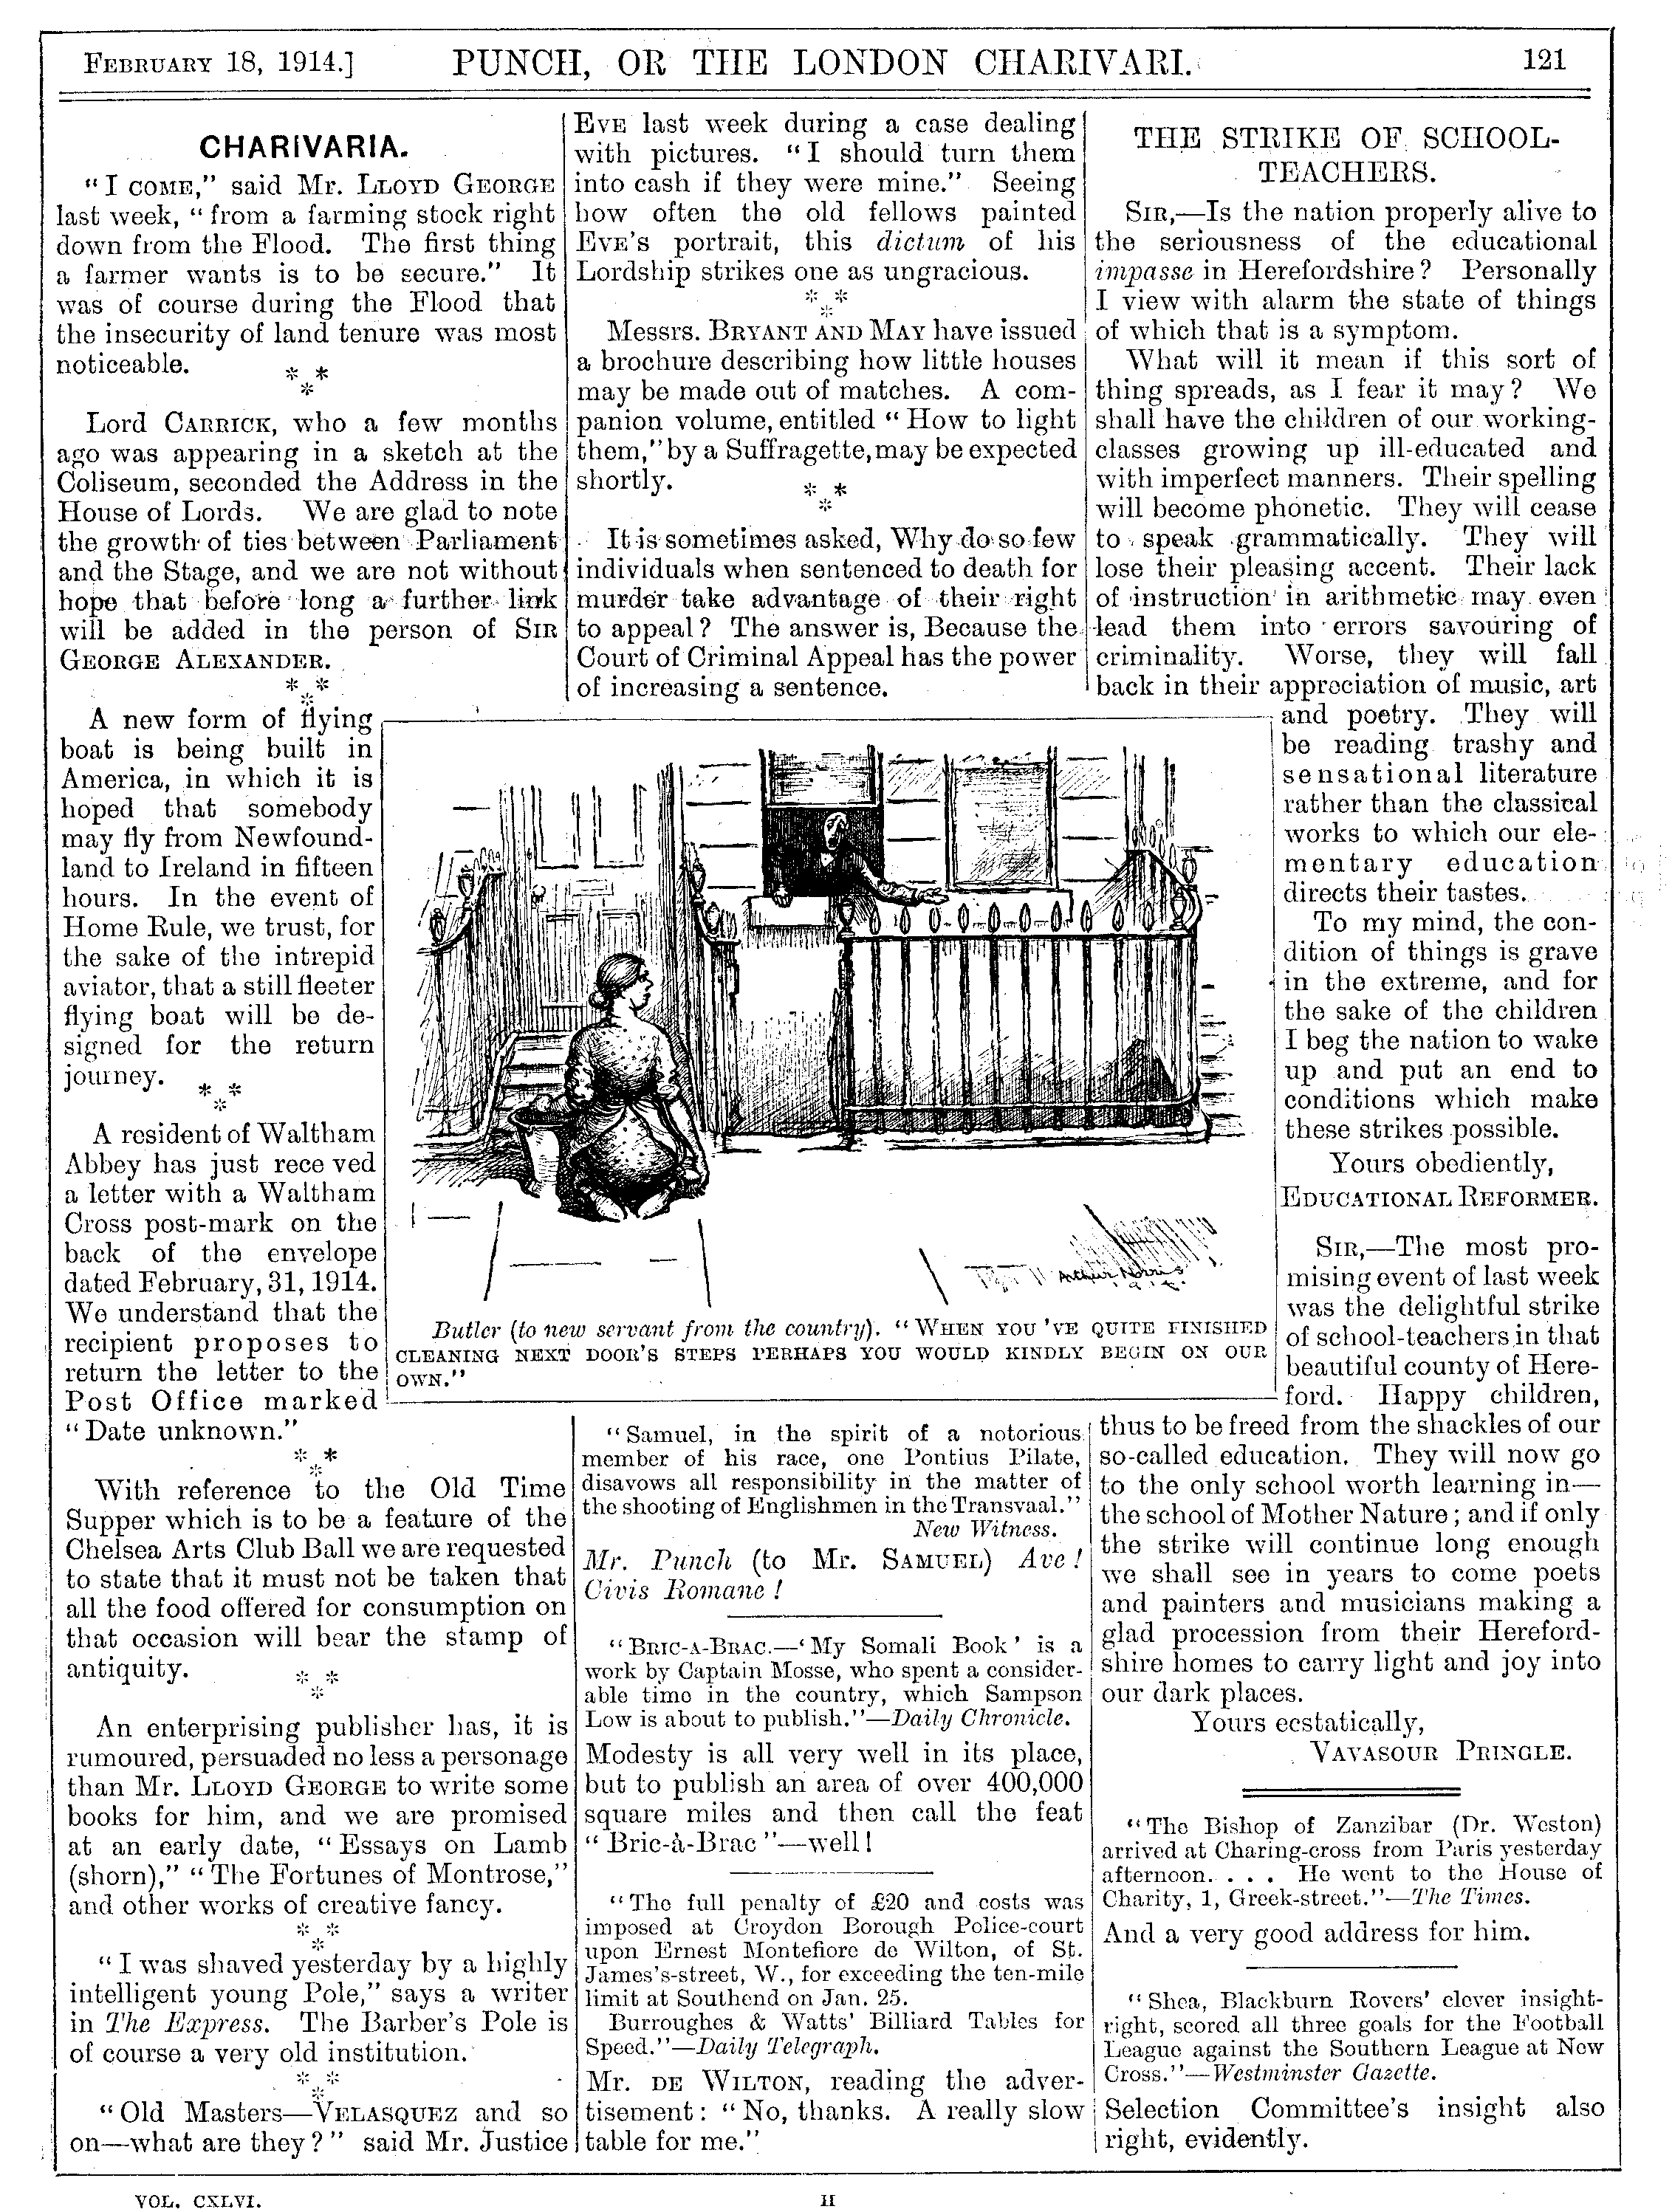 FEBRUARY 18, 1914.] PUNCH, OR THE LONDON CHARIVARI. 121
CHARIVARIA.
"I COME," said Mr. LLOYD GEORGE
last week, "from a farming stock right
down from the Flood. The first thing
a farmer wants is to be secure." It
was of course during the Flood that
the insecurity of land tenure was most
noticeable.
* *
*
Lord CARRICK, who a few months
ago was appearing in a sketch at the
Coliseum, seconded the Address in the
House of Lords. We are glad to note
the growth of ties between Parliament
and the Stage, and we are not without
hope that before long a further link
will be added in the person of SIR
GEORGE ALEXANDER.
* *
*
A new form of flying
boat is being built in
America, in which it is
hoped that somebody
may fly from Newfound-
land to Ireland in fifteen
hours. In the event of
Home Rule, we trust, for
the sake of the intrepid
aviator, that a still fleeter
flying boat will be de-
signed for the return
journey.
* *
*
A resident of Waltham
Abbey has just rece ved
a letter with a Waltham
Cross post-mark on the
back of the envelope
dated February, 31, 1914.
We understand that the
recipient proposes to
return the letter to the
Post Office marked
"Date unknown."
* *
*
With reference to the Old Time
Supper which is to be a feature of the
Chelsea Arts Club Ball we are requested
to state that it must not be taken that
all the food offered for consumption on
that occasion will bear the stamp of
antiquity.
* *
*
An enterprising publisher has, it is
rumoured, persuaded no less a personage
than Mr. LLOYD GEORGE to write some
books for him, and we are promised
at an early date, "Essays on Lamb
(shorn)," "The Fortunes of Montrose,"
and other works of creative fancy.
* *
*
"I was shaved yesterday by a highly
intelligent young Pole," says a writer
in The Express. The Barber's Pole is
of course a very old institution.
* *
*
"Old Masters—VELASQUEZ and so
on—what are they?" said Mr. Justice
EVE last week during a case dealing
with pictures. "I should turn them
into cash if they were mine." Seeing
how often the old fellows painted
EVE'S portrait, this dictum of his
Lordship strikes one as ungracious.
* *
*
Messrs. BRYANT AND MAY have issued
a brochure describing how little houses
may be made out of matches. A com-
panion volume, entitled "How to light
them," by a Suffragette, may be expected
shortly.
* *
*
It is sometimes asked, Why do so few
individuals when sentenced to death for
murder take advantage of their right
to appeal? The answer is, Because the
Court of Criminal Appeal has the power
of increasing a sentence.
Arthur Norris
1914.
Butler (to new servant from the country). "WHEN YOU'VE QUITE FINISHED
CLEANING NEXT DOOR'S STEPS PERHAPS YOU WOULD KINDLY BEGIN ON OUR
OWN."
"Samuel, in the spirit of a notorious
member of his race, one Pontius Pilate,
disavows all responsibility in the matter of
the shooting of Englishmen in the Transvaal."
New Witness.
Mr. Punch (to Mr. SAMUEL) Ave!
Civis Romane!
"BRIC-A-BRAC.—'My Somali Book' is a
work by Captain Mosse, who spent a consider-
able time in the country, which Sampson
Low is about to publish."—Daily Chronicle.
Modesty is all very well in its place,
but to publish an area of over 400,000
square miles and then call the feat
"Bric-à-Brac"—well!
"The full penalty of £20 and costs was
imposed at Croydon Borough Police-court
upon Ernest Montefiore de Wilton, of St.
James's-street, W., for exceeding the ten-mile
limit at Southend on Jan. 25.
Burroughes & Watts' Billiard Tables for
Speed."—Daily Telegraph.
Mr. DE WILTON, reading the adver-
tisement: "No, thanks. A really slow
table for me."
THE STRIKE OF SCHOOL-
TEACHERS.
SIR,—Is the nation properly alive to
the seriousness of the educational
impasse in Herefordshire? Personally
I view with alarm the state of things
of which that is a symptom.
What will it mean if this sort of
thing spreads, as I fear it may? We
shall have the children of our working-
classes growing up ill-educated and
with imperfect manners. Their spelling
will become phonetic. They will cease
to speak grammatically. They will
lose their pleasing accent. Their lack
of instruction in arithmetic may even
lead them into errors savouring of
criminality. Worse, they will fall
back in their appreciation of music, art
and poetry. They will
be reading trashy and
sensational literature
rather than the classical
works to which our ele-
mentary education
directs their tastes.
To my mind, the con-
dition of things is grave
in the extreme, and for
the sake of the children
I beg the nation to wake
up and put an end to
conditions which make
these strikes possible.
Yours obediently,
EDUCATIONAL REFORMER.
SIR,—The most pro-
mising event of last week
was the delightful strike
of school-teachers in that
beautiful county of Here-
ford. Happy children,
thus to be freed from the shackles of our
so-called education. They will now go
to the only school worth learning in—
the school of Mother Nature; and if only
the strike will continue long enough
we shall see in years to come poets
and painters and musicians making a
glad procession from their Hereford-
shire homes to carry light and joy into
our dark places.
Yours ecstatically,
VAVASOUR PRINGLE.
"The Bishop of Zanzibar (Dr. Weston)
arrived at Charing-cross from Paris yesterday
afternoon. . . . He went to the House of
Charity, 1, Greek-street."—The Times.
And a very good address for him.
"Shea, Blackburn Rovers' clever insight-
right, scored all three goals for the Football
League against the Southern League at New
Cross."—Westminster Gazette.
Selection Committee's insight also
right, evidently.
VOL. CXLVI. H